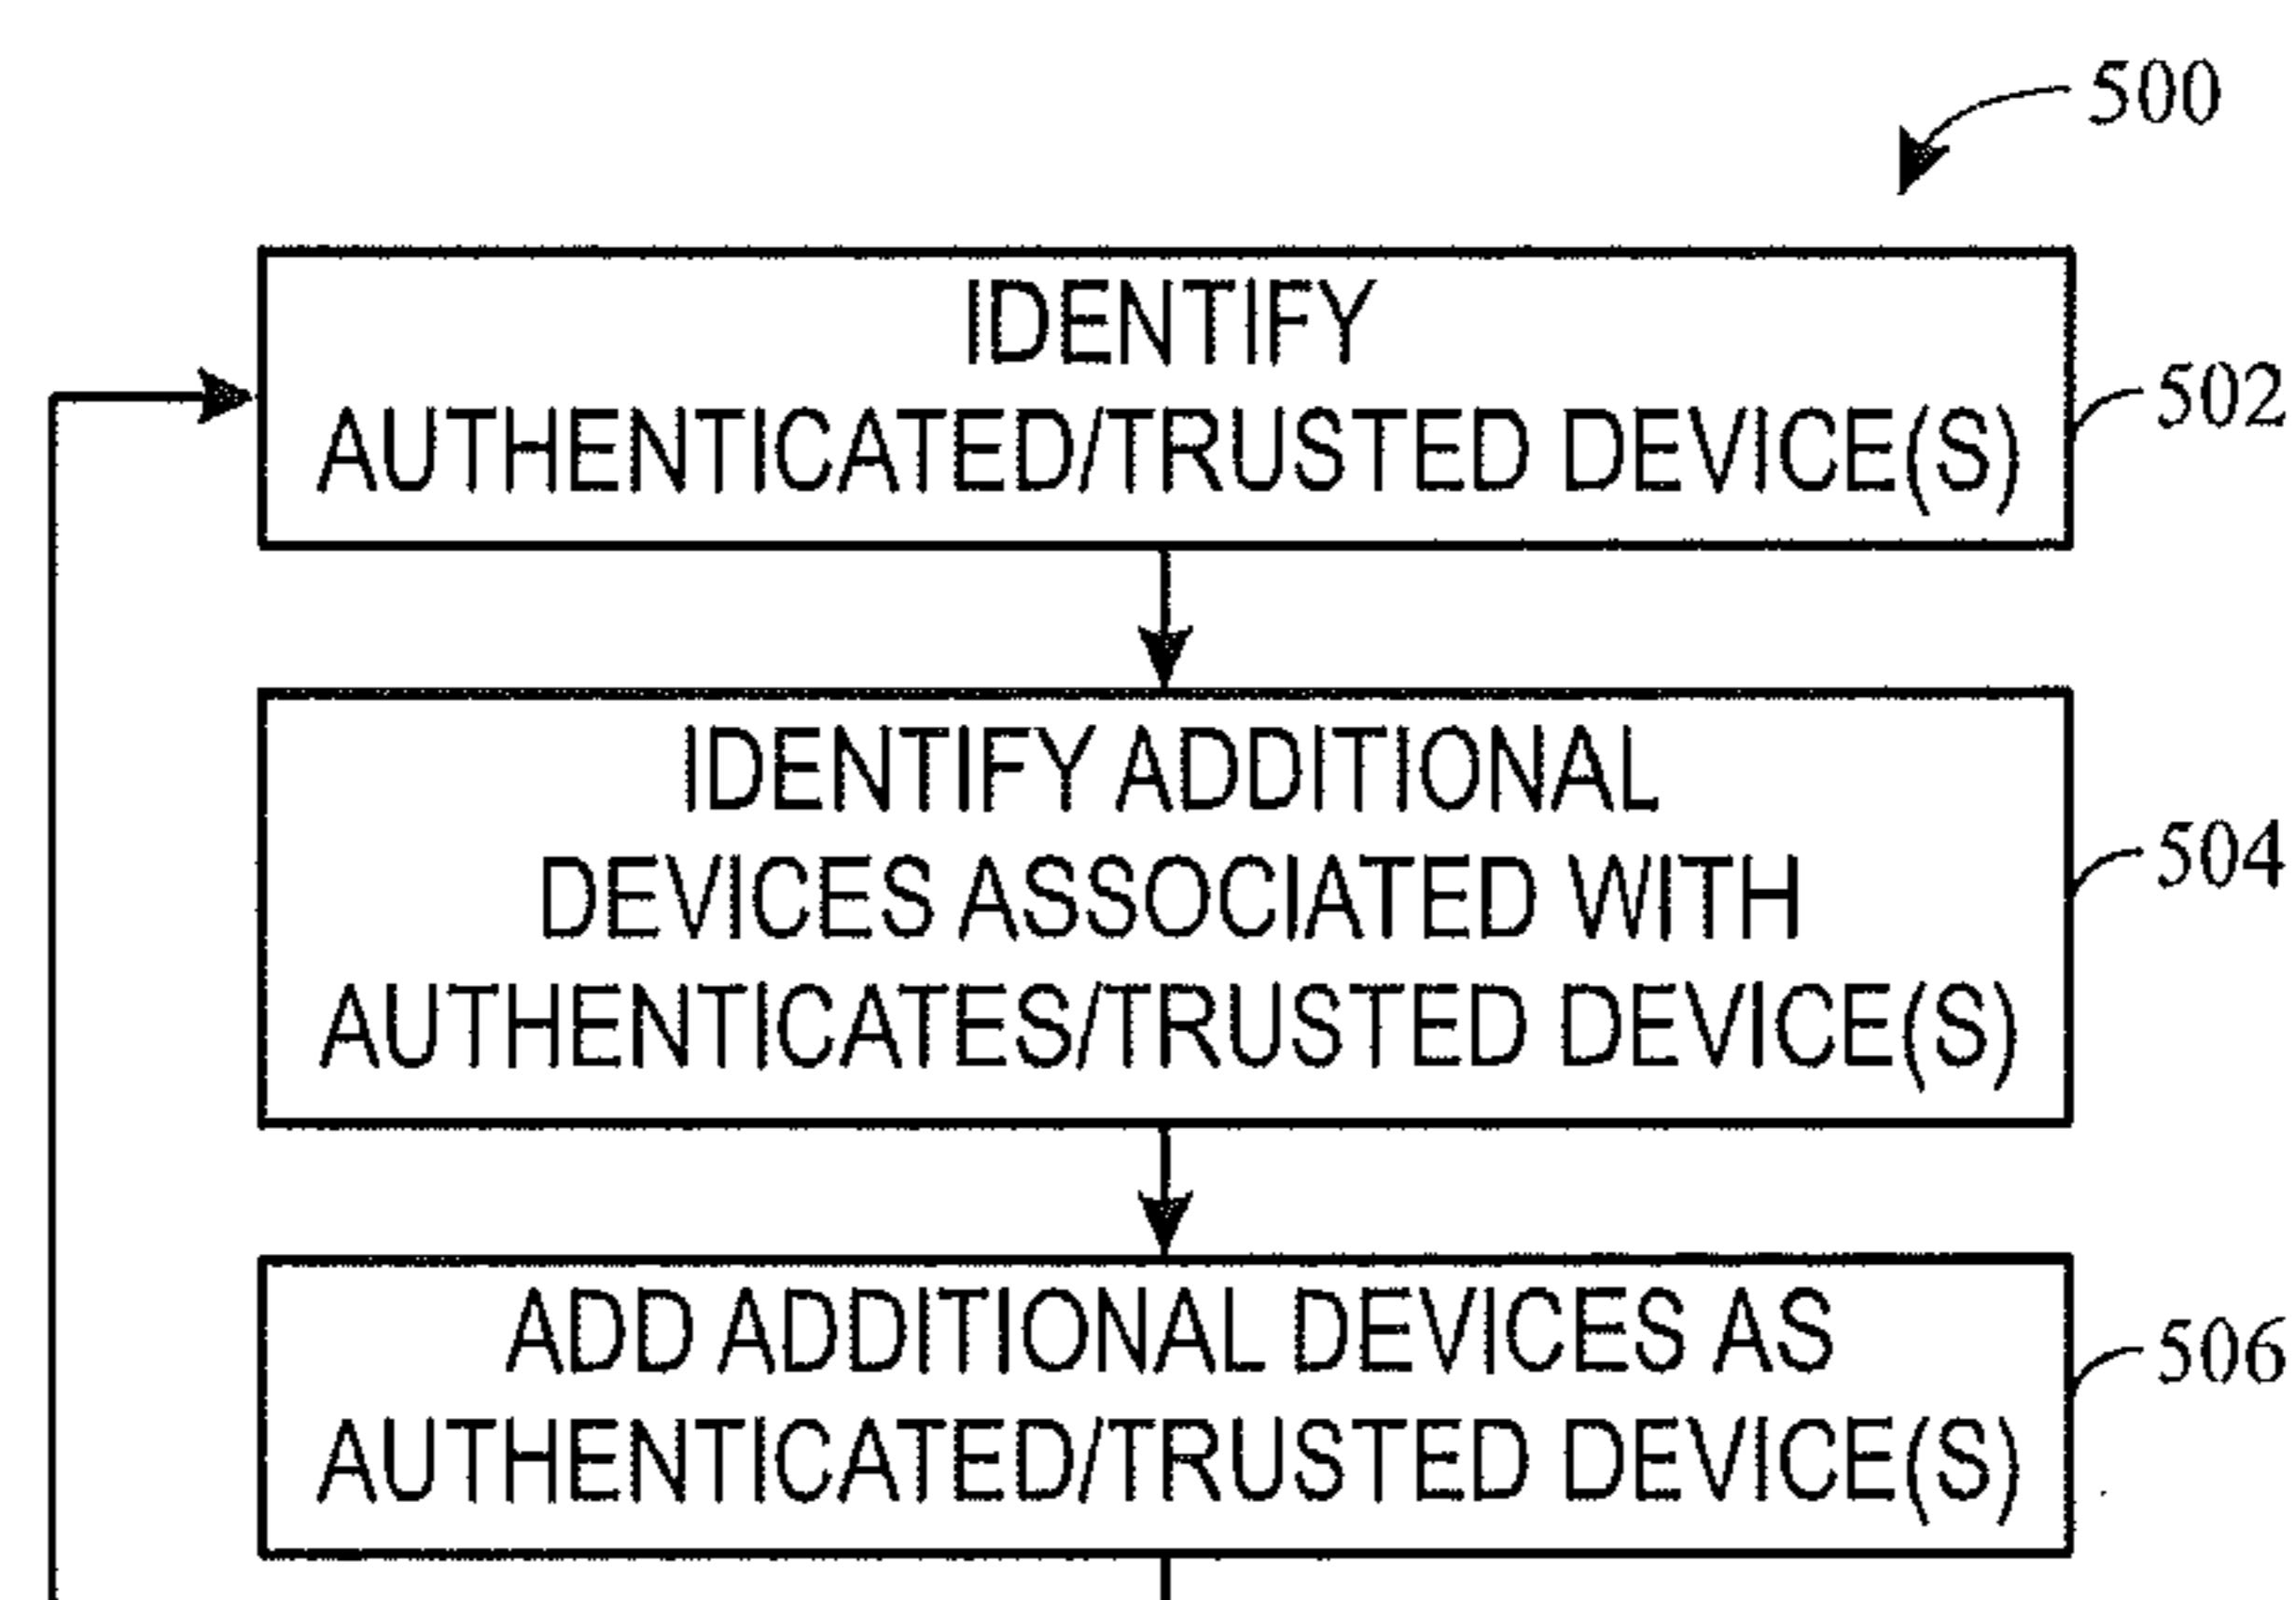 500
IDENTIFY
AUTHENTICATED/TRUSTED DEVICE(S)
502
IDENTIFY ADDITIONAL
DEVICES ASSOCIATED WITH
AUTHENTICATES/TRUSTED DEVICE(S)
504
ADD ADDITIONAL DEVICES AS
AUTHENTICATED/TRUSTED DEVICE(S)
506